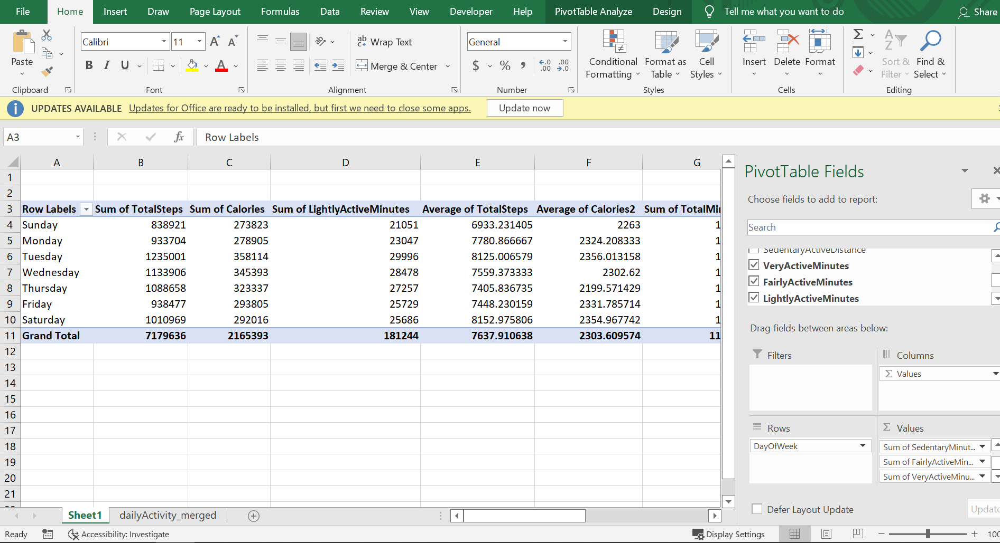 File Home Insert Draw Page Layout Formulas Data Review View Developer Help PivotTable Analyze Design Tell me what you want to do Share
Calibri 11 A A ab Wrap Text General
Paste B I U A Merge & Center $ % , .00 .0 .00 .0
Conditional Formatting Format as Table Cell Styles Insert Delete Format Σ A Z Sort & Filter Find & Select
Clipboard Font Alignment Number Styles Cells Editing
UPDATES AVAILABLE Updates for Office are ready to be installed, but first we need to close some apps. Update now
A3 fx Row Labels
A B C D E F G
1
2
3 Row Labels Sum of TotalSteps Sum of Calories Sum of LightlyActiveMinutes Average of TotalSteps Average of Calories2 Sum of TotalMi
4 Sunday 838921 273823 21051 6933.231405 2263 1
5 Monday 933704 278905 23047 7780.866667 2324.208333 1
6 Tuesday 1235001 358114 29996 8125.006579 2356.013158 1
7 Wednesday 1133906 345393 28478 7559.373333 2302.62 1
8 Thursday 1088658 323337 27257 7405.836735 2199.571429 1
9 Friday 938477 293805 25729 7448.230159 2331.785714 1
10 Saturday 1010969 292016 25686 8152.975806 2354.967742 1
11 Grand Total 7179636 2165393 181244 7637.910638 2303.609574 11
12
13
14
15
16
17
18
19
20
21
PivotTable Fields
Choose fields to add to report:
Search
SedentaryActiveDistance
VeryActiveMinutes
FairlyActiveMinutes
LightlyActiveMinutes
Drag fields between areas below:
Filters
Columns
Σ Values
Rows
DayOfWeek
Σ Values
Sum of SedentaryMinut...
Sum of FairlyActiveMin...
Sum of VeryActiveMinu...
Defer Layout Update Update
Sheet1 dailyActivity_merged
Ready Accessibility: Investigate Display Settings 100